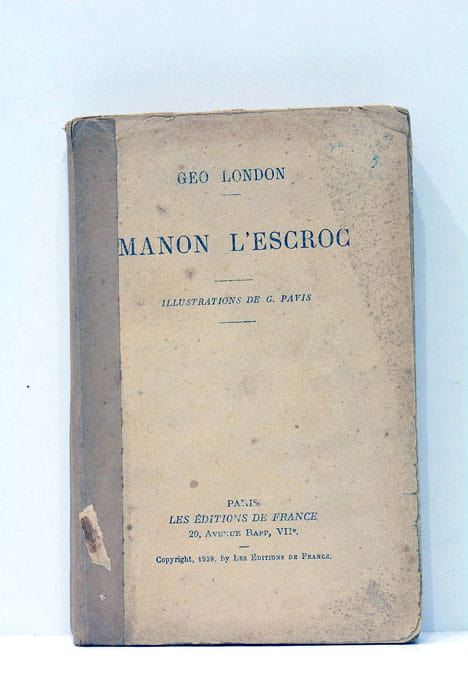 GEO LONDON
MANON L'ESCROC
ILLUSTRATIONS DE G. PAVIS
PARIS
LES ÉDITIONS DE FRANCE
20, AVENUE RAPP, VIIe.
Copyright, 1938, by LES ÉDITIONS DE FRANCE.